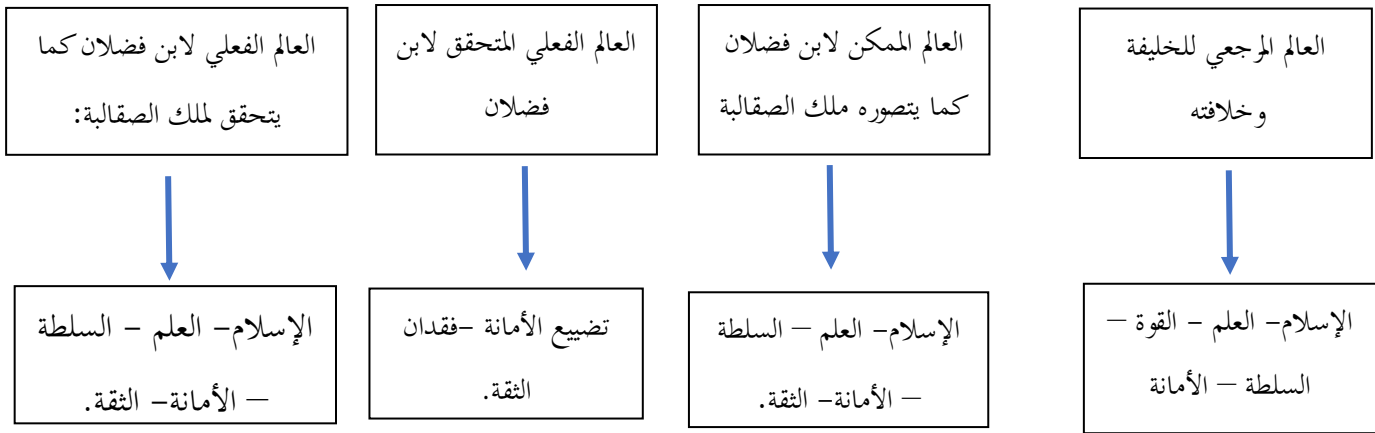 العالم المرجعي للخليفة
وخلافته
العالم الممكن لابن فضلان
كما يتصوره ملك الصقالبة
العالم الفعلي المتحقق لابن
فضلان
العالم الفعلي لابن فضلان كما
يتحقق لملك الصقالبة:
الإسلام– العلم – القوة –
السلطة – الأمانة
الإسلام– العلم – السلطة
– الأمانة– الثقة.
تضييع الأمانة –فقدان
الثقة.
الإسلام– العلم – السلطة
– الأمانة– الثقة.